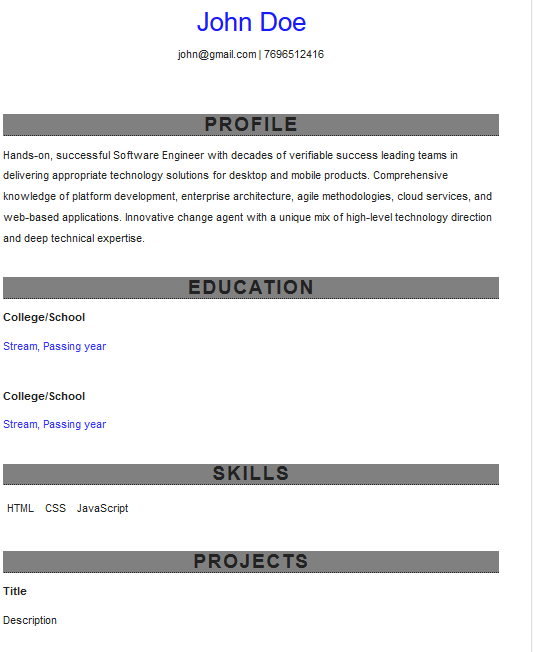 John Doe
john@gmail.com | 7696512416
PROFILE
Hands-on, successful Software Engineer with decades of verifiable success leading teams in
delivering appropriate technology solutions for desktop and mobile products. Comprehensive
knowledge of platform development, enterprise architecture, agile methodologies, cloud services, and
web-based applications. Innovative change agent with a unique mix of high-level technology direction
and deep technical expertise.
EDUCATION
College/School
Stream, Passing year
College/School
Stream, Passing year
SKILLS
HTML CSS JavaScript
PROJECTS
Title
Description